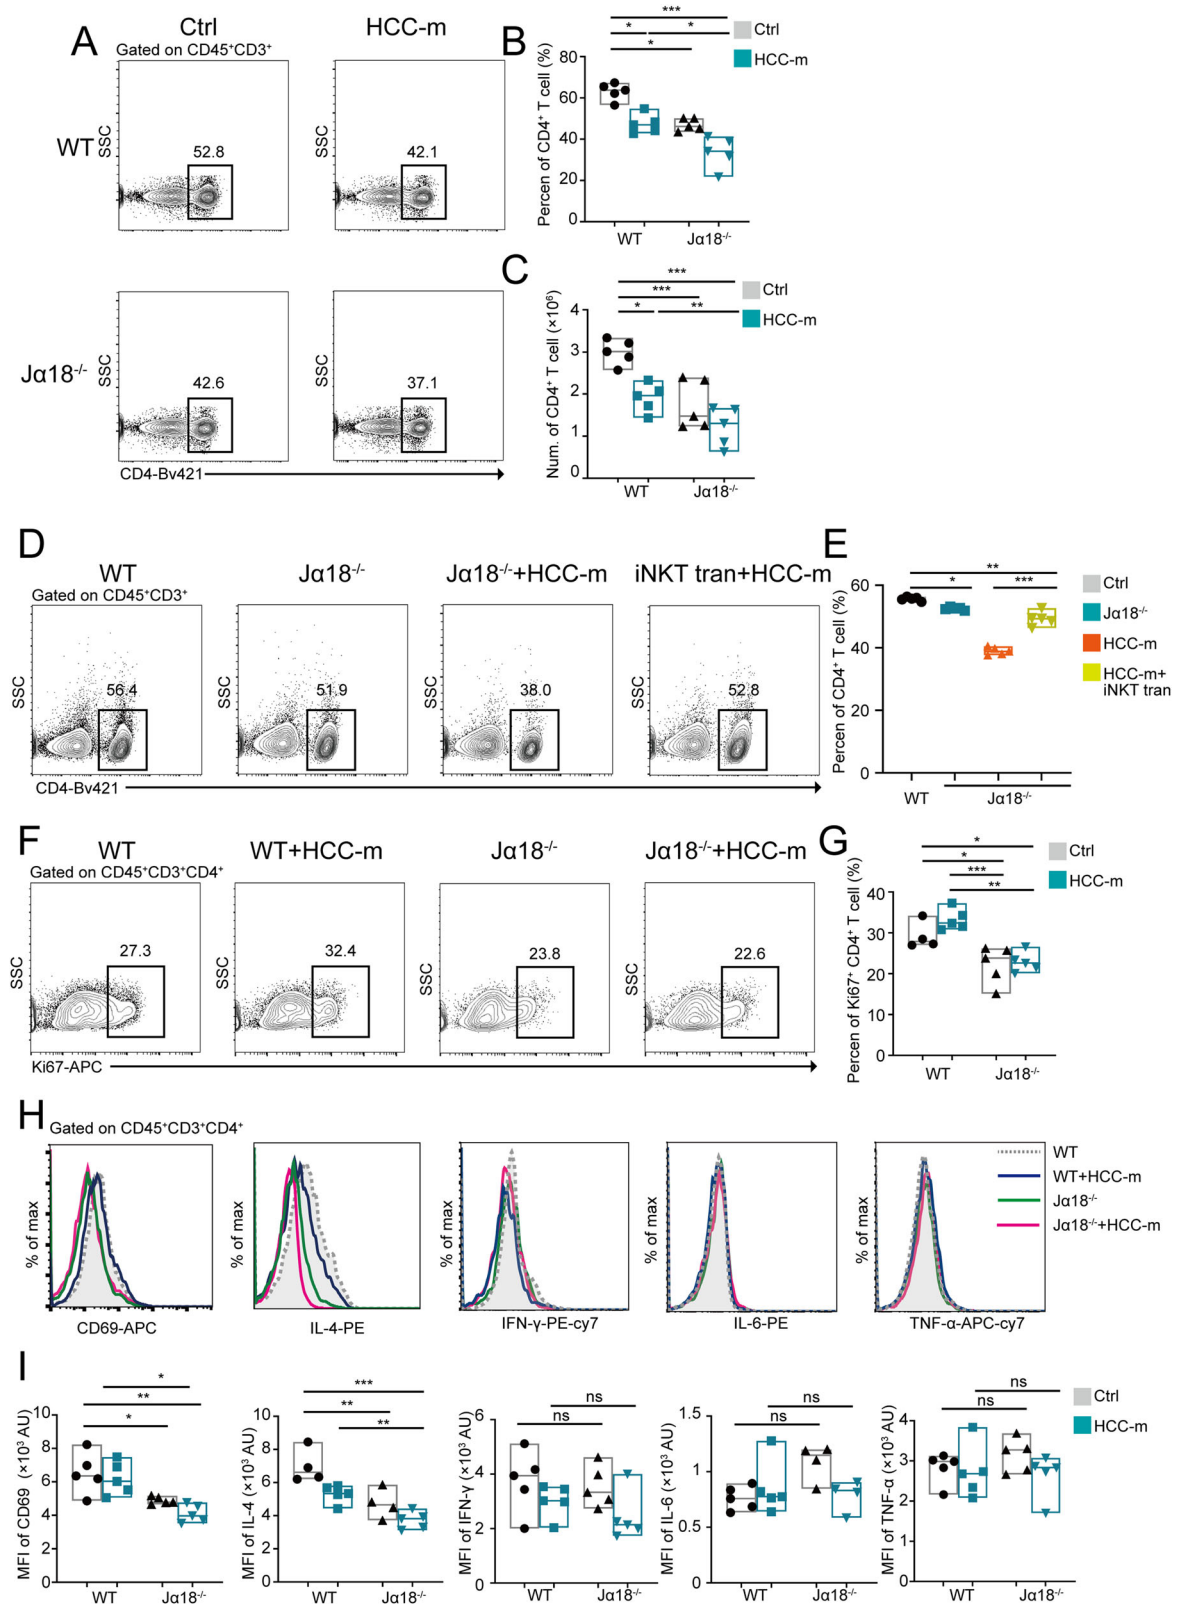 A
Ctrl
HCC-m
Gated on CD45⁺CD3⁺
WT
SSC
52.8
SSC
42.1
Jα18⁻/⁻
SSC
42.6
SSC
37.1
CD4-Bv421
B
***
* *
*
Ctrl
HCC-m
Percen of CD4⁺ T cell (%)
80
60
40
20
0
WT Jα18⁻/⁻
C
***
***
* **
Ctrl
HCC-m
Num. of CD4⁺ T cell (×10⁶)
4
3
2
1
0
WT Jα18⁻/⁻
D
WT
Jα18⁻/⁻
Jα18⁻/⁻+HCC-m
iNKT tran+HCC-m
Gated on CD45⁺CD3⁺
SSC
56.4
SSC
51.9
SSC
38.0
SSC
52.8
CD4-Bv421
E
**
* ***
Ctrl
Jα18⁻/⁻
HCC-m
HCC-m+
iNKT tran
Percen of CD4⁺ T cell (%)
60
40
20
0
WT Jα18⁻/⁻
F
WT
WT+HCC-m
Jα18⁻/⁻
Jα18⁻/⁻+HCC-m
Gated on CD45⁺CD3⁺CD4⁺
SSC
27.3
SSC
32.4
SSC
23.8
SSC
22.6
Ki67-APC
G
*
*
***
**
Ctrl
HCC-m
Percen of Ki67⁺ CD4⁺ T cell (%)
40
30
20
10
0
WT Jα18⁻/⁻
H
Gated on CD45⁺CD3⁺CD4⁺
% of max
CD69-APC
% of max
IL-4-PE
% of max
IFN-γ-PE-cy7
% of max
IL-6-PE
% of max
TNF-α-APC-cy7
WT
WT+HCC-m
Jα18⁻/⁻
Jα18⁻/⁻+HCC-m
I
*
**
*
MFI of CD69 (×10³ AU)
10
8
6
4
2
0
WT Jα18⁻/⁻
***
**
**
MFI of IL-4 (×10³ AU)
10
8
6
4
2
0
WT Jα18⁻/⁻
ns
ns
MFI of IFN-γ (×10³ AU)
6
4
2
0
WT Jα18⁻/⁻
ns
ns
MFI of IL-6 (×10³ AU)
1.5
1
0.5
0
WT Jα18⁻/⁻
ns
ns
MFI of TNF-α (×10³ AU)
4
3
2
1
0
WT Jα18⁻/⁻
Ctrl
HCC-m